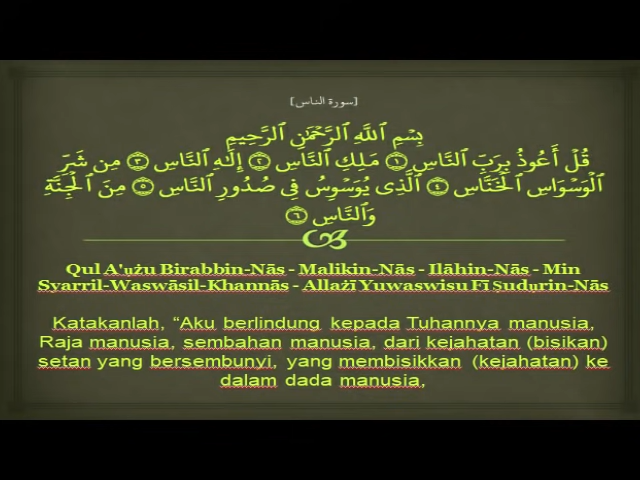 [سورة الناس]
بِسْمِ ٱللَّهِ ٱلرَّحْمَٰنِ ٱلرَّحِيمِ
قُلْ أَعُوذُ بِرَبِّ ٱلنَّاسِ ۝١ مَلِكِ ٱلنَّاسِ ۝٢ إِلَٰهِ ٱلنَّاسِ ۝٣ مِن شَرِّ
ٱلْوَسْوَاسِ ٱلْخَنَّاسِ ۝٤ ٱلَّذِى يُوَسْوِسُ فِى صُدُورِ ٱلنَّاسِ ۝٥ مِنَ ٱلْجِنَّةِ
وَٱلنَّاسِ ۝٦
Qul A'ụżu Birabbin-Nās - Malikin-Nās - Ilāhin-Nās - Min
Syarril-Waswāsil-Khannās - Allażī Yuwaswisu Fī Ṣudụrin-Nās
Katakanlah, “Aku berlindung kepada Tuhannya manusia,
Raja manusia, sembahan manusia, dari kejahatan (bisikan)
setan yang bersembunyi, yang membisikkan (kejahatan) ke
dalam dada manusia,